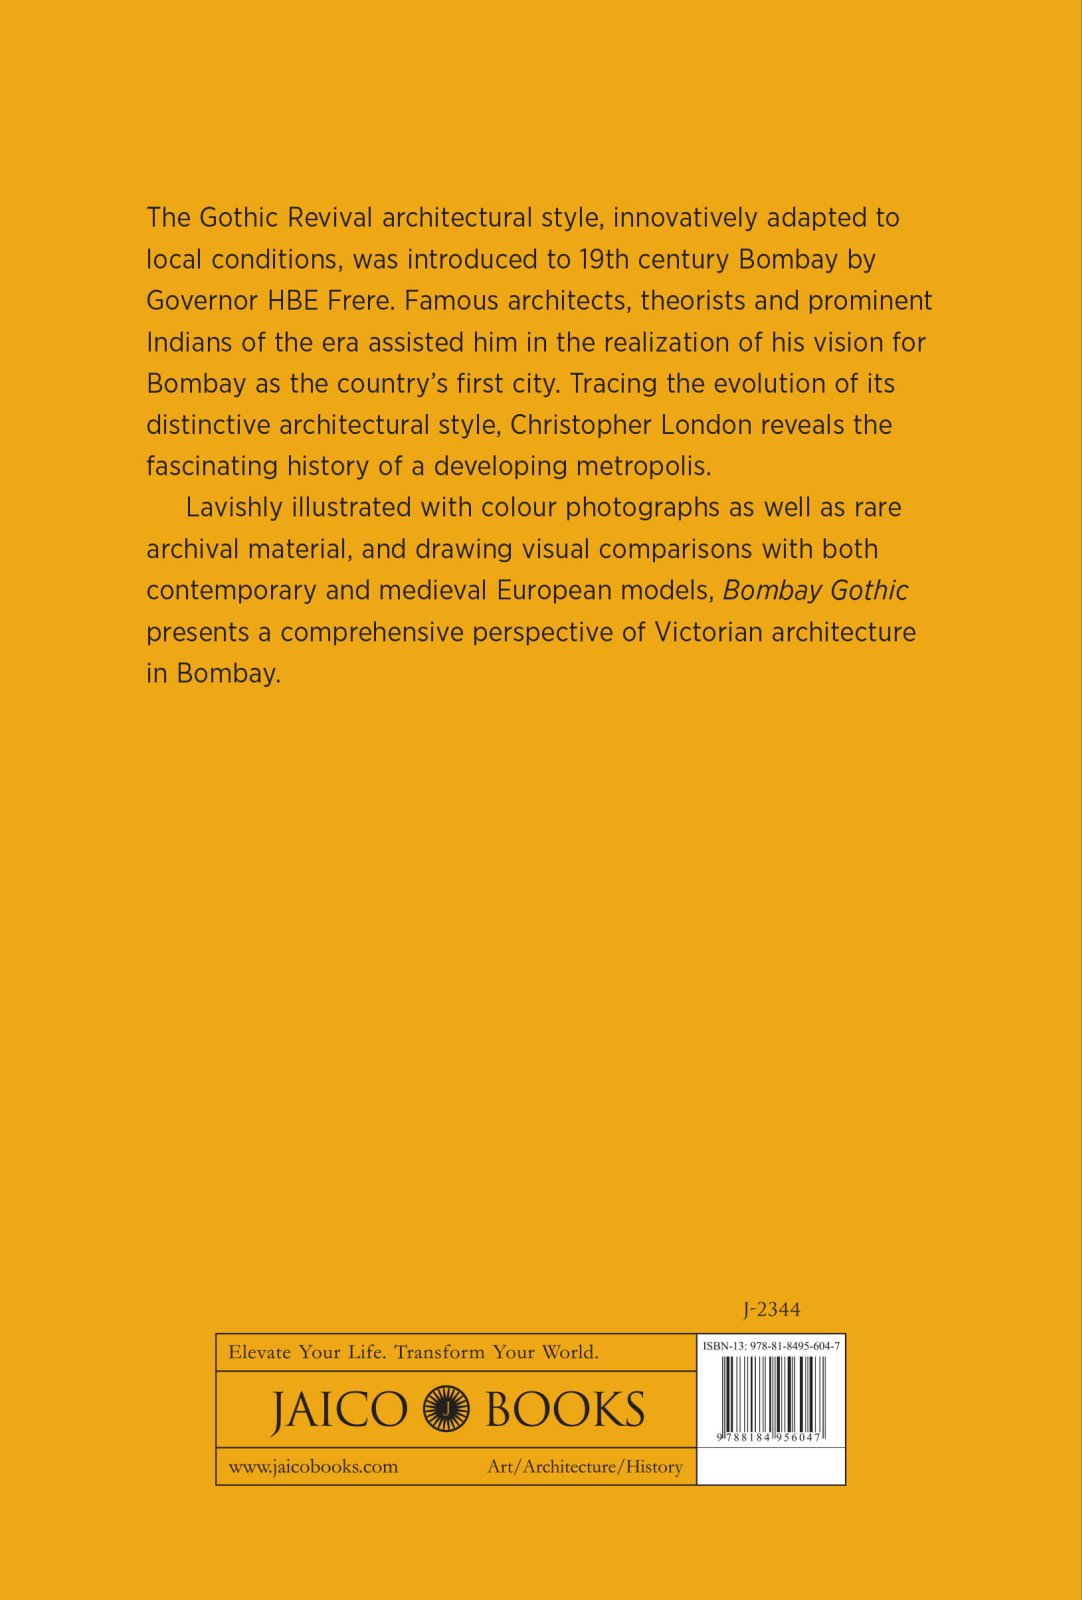 The Gothic Revival architectural style, innovatively adapted to
local conditions, was introduced to 19th century Bombay by
Governor HBE Frere. Famous architects, theorists and prominent
Indians of the era assisted him in the realization of his vision for
Bombay as the country’s first city. Tracing the evolution of its
distinctive architectural style, Christopher London reveals the
fascinating history of a developing metropolis.
Lavishly illustrated with colour photographs as well as rare
archival material, and drawing visual comparisons with both
contemporary and medieval European models, Bombay Gothic
presents a comprehensive perspective of Victorian architecture
in Bombay.
J-2344
Elevate Your Life. Transform Your World.
ISBN-13: 978-81-8495-604-7
JAICO J BOOKS
9 788184 956047
www.jaicobooks.com Art/Architecture/History